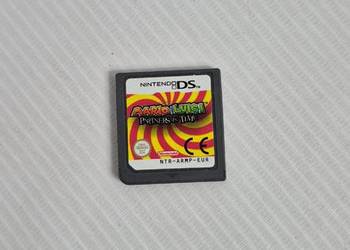 NINTENDO DS
MARIO & LUIGI
PARTNERS IN TIME
CE
NTR-ARMP-EUR